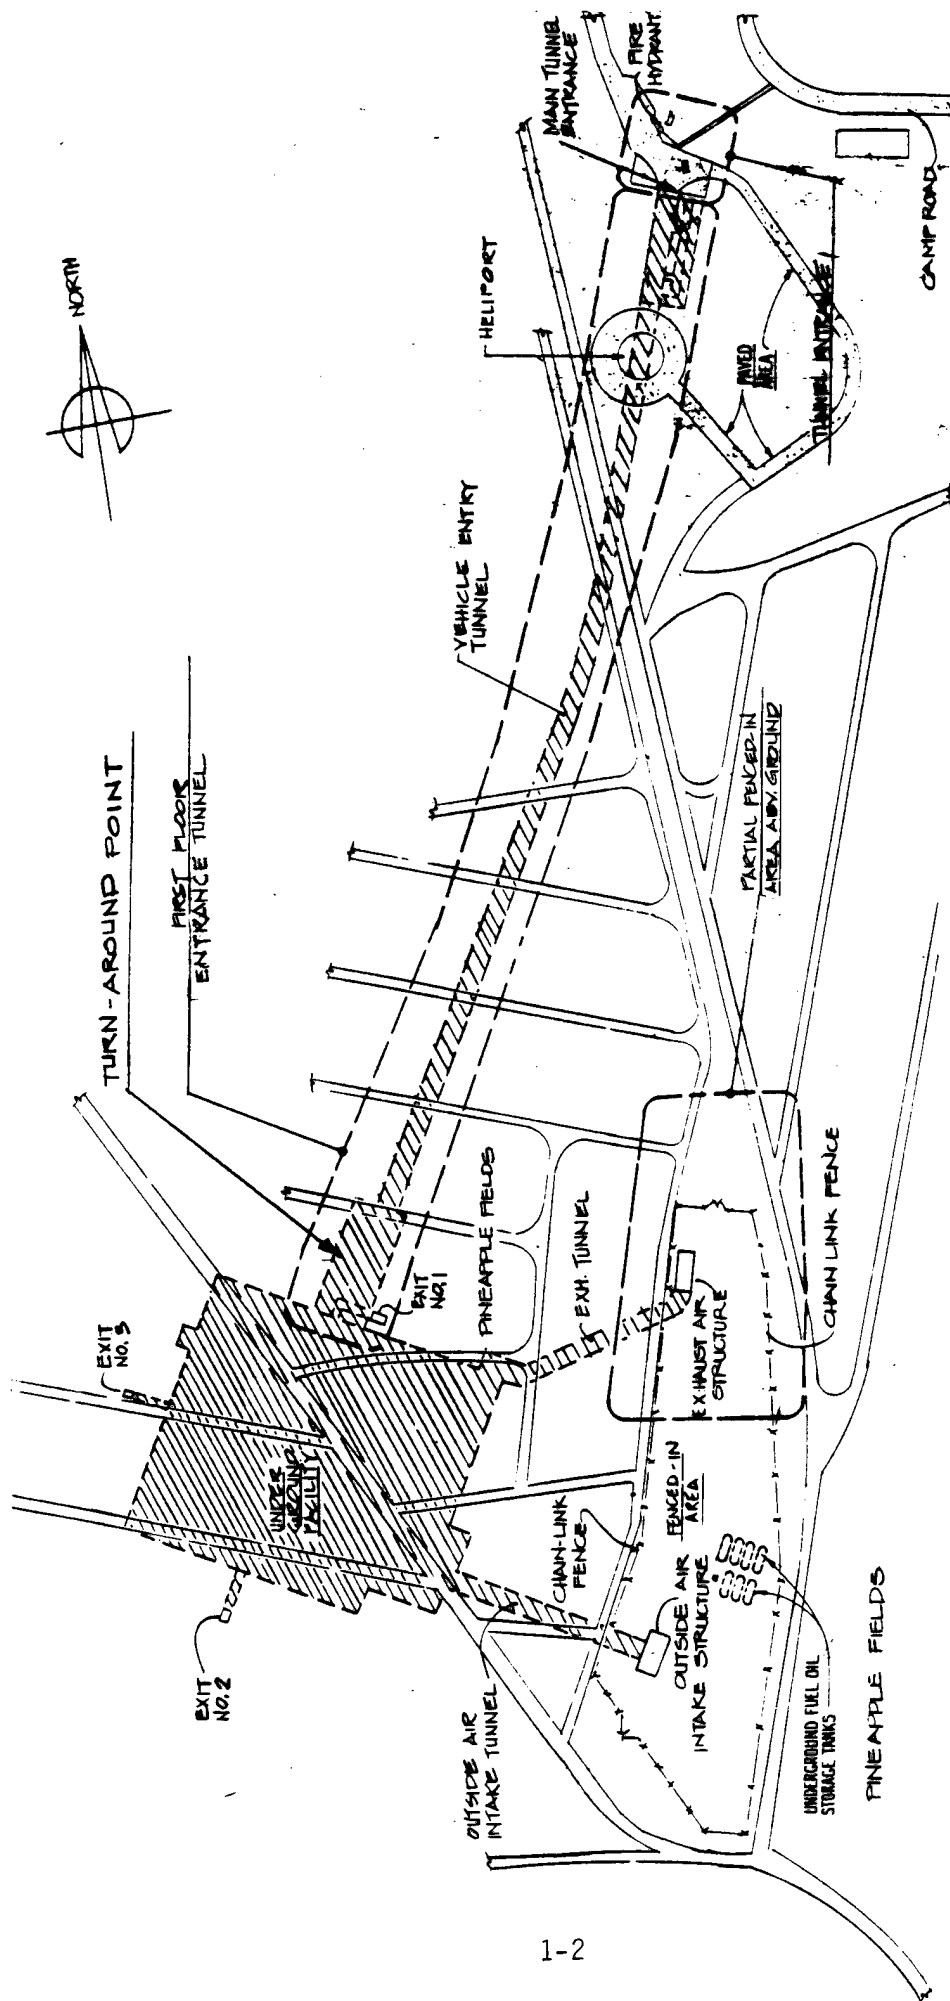 NORTH
MAIN TUNNEL
ENTRANCE
FIRE
HYDRANT
HELIPORT
PAVED
AREA
TUNNEL ENTRANCE
CAMP ROAD
VEHICLE ENTRY
TUNNEL
TURN-AROUND POINT
FIRST FLOOR
ENTRANCE TUNNEL
PARTIAL FENCED-IN
AREA ABV. GROUND
EXIT
NO.1
PINEAPPLE FIELDS
EXH. TUNNEL
EXHAUST AIR
STRUCTURE
CHAIN LINK FENCE
EXIT
NO.3
UNDER
GROUND
FACILITY
EXIT
NO.2
CHAIN-LINK
FENCE
FENCED-IN
AREA
OUTSIDE AIR
INTAKE TUNNEL
OUTSIDE AIR
INTAKE STRUCTURE
UNDERGROUND FUEL OIL
STORAGE TANKS
PINEAPPLE FIELDS
1-2